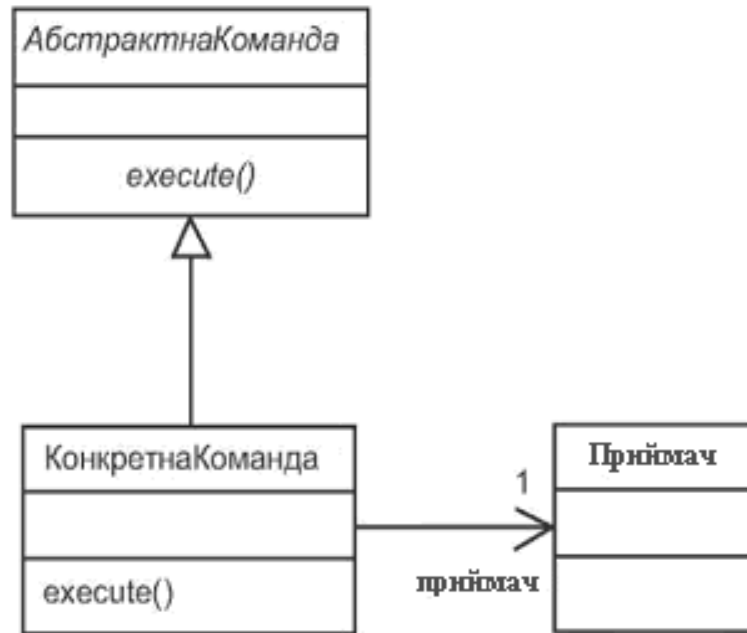 АбстрактнаКоманда
execute()
КонкретнаКоманда
Приймач
1
приймач
execute()